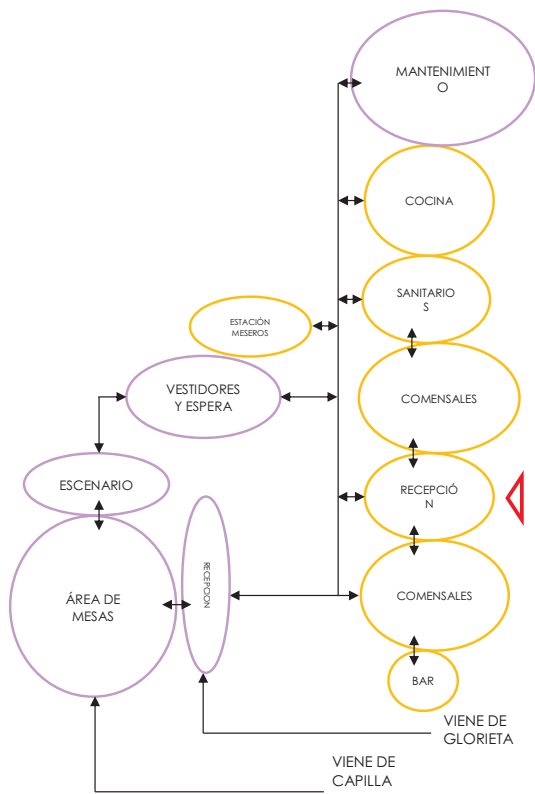 MANTENIMIENT
O
COCINA
SANITARIO
S
ESTACIÓN
MESEROS
VESTIDORES
Y ESPERA
COMENSALES
ESCENARIO
RECEPCIÓ
N
RECEPCION
ÁREA DE
MESAS
COMENSALES
BAR
VIENE DE
GLORIETA
VIENE DE
CAPILLA